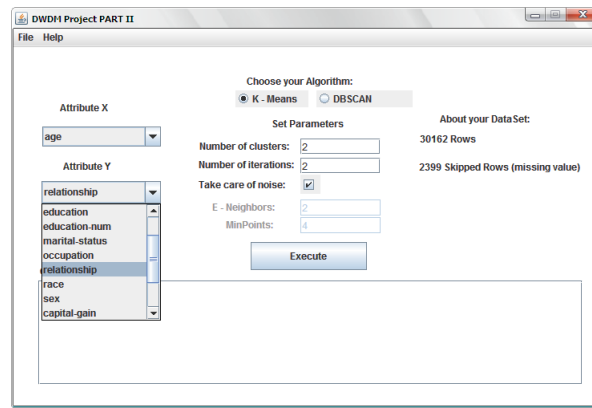 DWDM Project PART II
File Help
Choose your Algorithm:
K - Means DBSCAN
Attribute X
age
Attribute Y
relationship
education
education-num
marital-status
occupation
relationship
race
sex
capital-gain
Set Parameters
Number of clusters: 2
Number of iterations: 2
Take care of noise:
E - Neighbors: 2
MinPoints: 4
Execute
About your DataSet:
30162 Rows
2399 Skipped Rows (missing value)